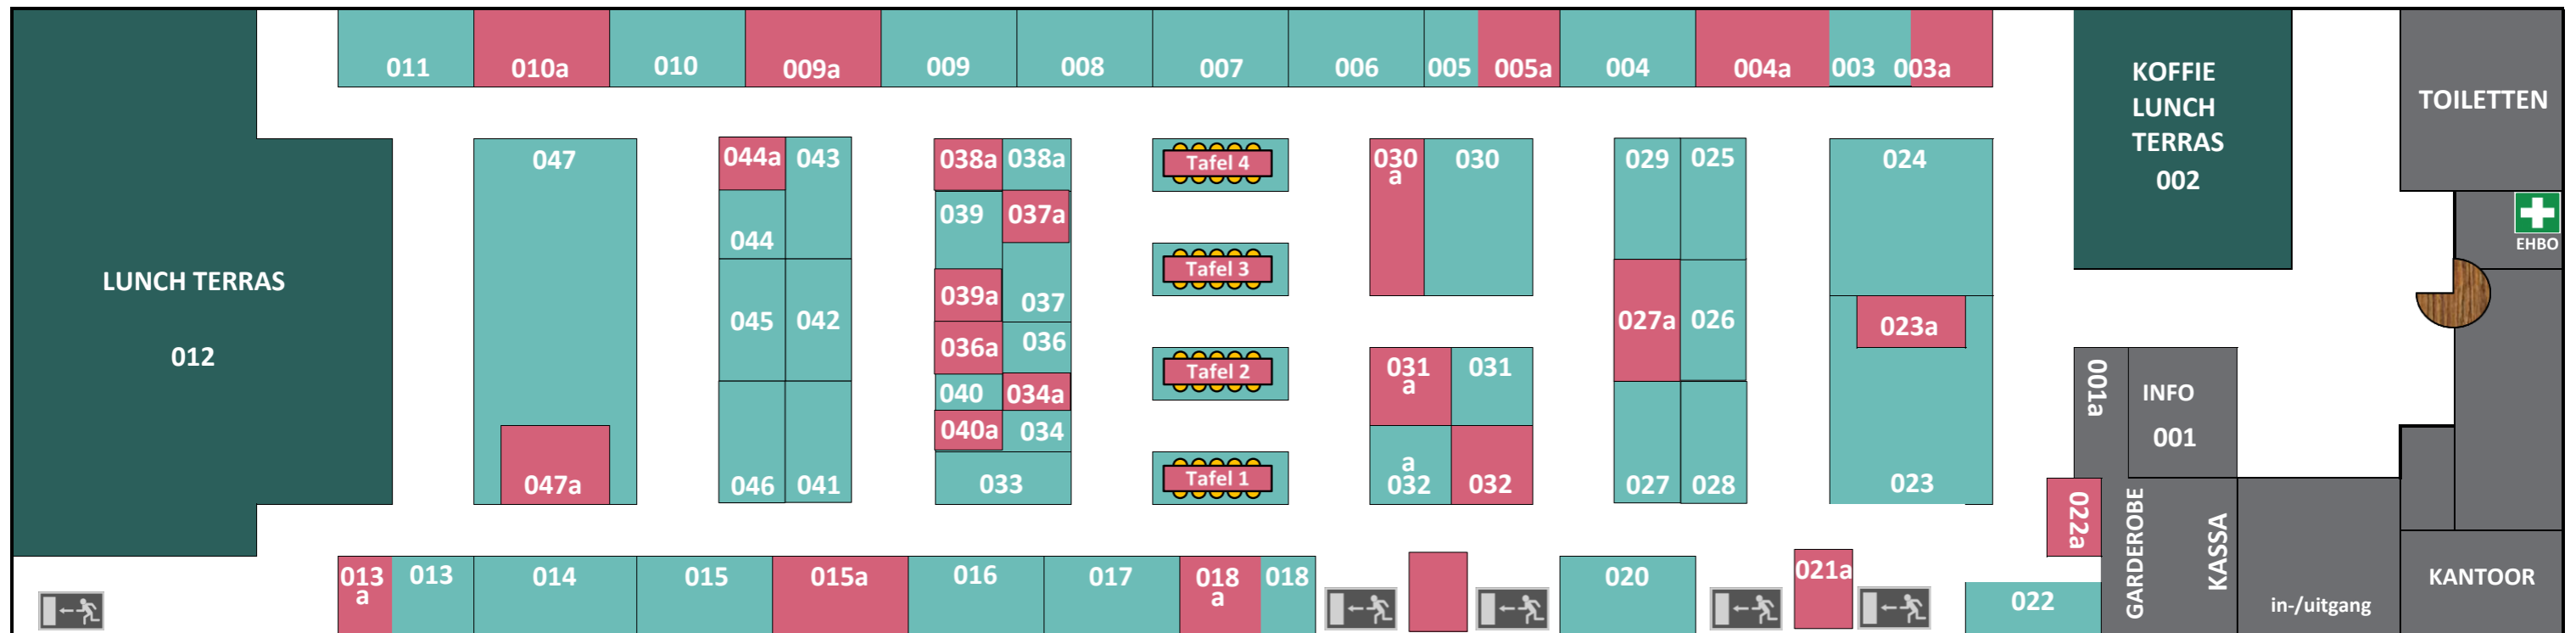 011 010a 010 009a 009 008 007 006 005 005a 004 004a 003 003a
KOFFIE
LUNCH
TERRAS
002
TOILETTEN
EHBO
LUNCH TERRAS
012
047
047a
044a 043
044
045 042
046 041
038a 038a
039 037a
039a 037
036a 036
040 034a
040a 034
033
Tafel 4
Tafel 3
Tafel 2
Tafel 1
030
a
030
031
a
031
a
032
032
029 025
027a 026
027 028
024
023a
023
001a
INFO
001
022a
GARDEROBE
KASSA
in-/uitgang
KANTOOR
013
a
013
014
015
015a
016
017
018
a
018
020
021a
022